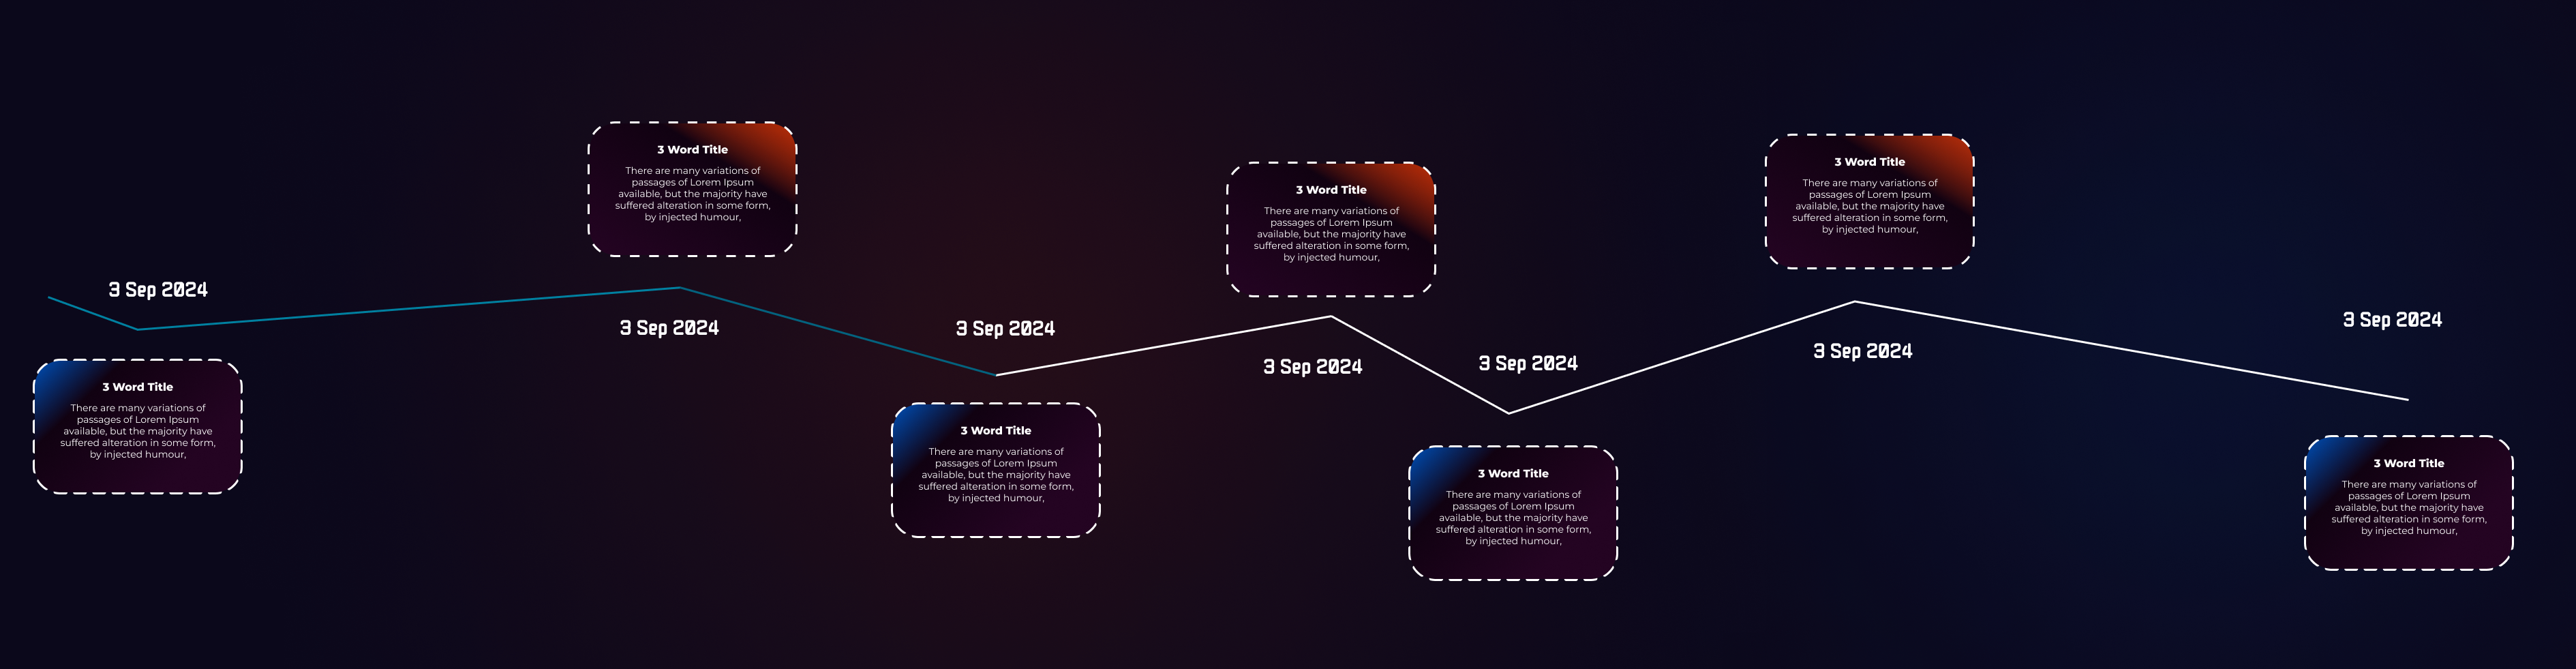 3 Sep 2024
3 Word Title
There are many variations of
passages of Lorem Ipsum
available, but the majority have
suffered alteration in some form,
by injected humour,
3 Word Title
There are many variations of
passages of Lorem Ipsum
available, but the majority have
suffered alteration in some form,
by injected humour,
3 Sep 2024
3 Sep 2024
3 Word Title
There are many variations of
passages of Lorem Ipsum
available, but the majority have
suffered alteration in some form,
by injected humour,
3 Word Title
There are many variations of
passages of Lorem Ipsum
available, but the majority have
suffered alteration in some form,
by injected humour,
3 Sep 2024
3 Sep 2024
3 Word Title
There are many variations of
passages of Lorem Ipsum
available, but the majority have
suffered alteration in some form,
by injected humour,
3 Word Title
There are many variations of
passages of Lorem Ipsum
available, but the majority have
suffered alteration in some form,
by injected humour,
3 Sep 2024
3 Sep 2024
3 Word Title
There are many variations of
passages of Lorem Ipsum
available, but the majority have
suffered alteration in some form,
by injected humour,